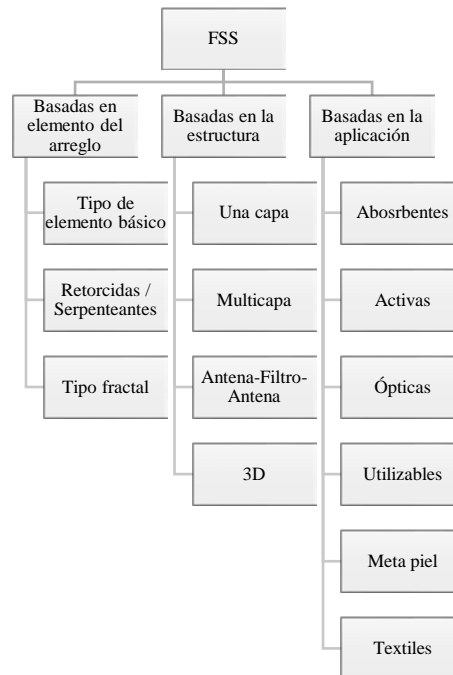 FSS
Basadas en
elemento del
arreglo
Tipo de
elemento básico
Retorcidas /
Serpenteantes
Tipo fractal
Basadas en la
estructura
Una capa
Multicapa
Antena-Filtro-
Antena
3D
Basadas en la
aplicación
Abosrbentes
Activas
Ópticas
Utilizables
Meta piel
Textiles